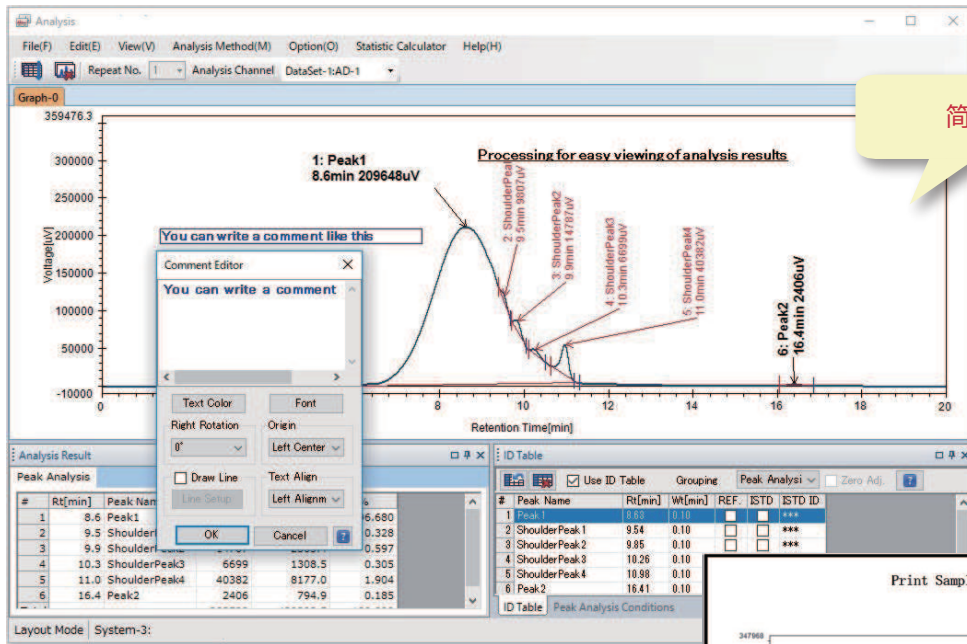 Analysis
File(F) Edit(E) View(V) Analysis Method(M) Option(O) Statistic Calculator Help(H)
Repeat No. 1 Analysis Channel DataSet-1:AD-1
Graph-0
简
359476.3
300000
250000
200000
150000
100000
50000
-10000
Voltage[uV]
1: Peak1
8.6min 209648uV
Processing for easy viewing of analysis results
2: ShoulderPeak
9.5min 9807uV
3: ShoulderPeak2
9.9min 14787uV
4: ShoulderPeak3
10.3min 6699uV
5: ShoulderPeak4
11.0min 40382uV
6: Peak2
16.4min 2406uV
You can write a comment like this
0 8 10 12 14 16 18 20
Retention Time[min]
Comment Editor
You can write a comment
Text Color Font
Right Rotation Origin
0° Left Center
Draw Line Text Align
Line Setup Left Alignm
OK Cancel
Analysis Result
Peak Analysis
# Rt[min] Peak Nan %
1 8.6 Peak1 6.680
2 9.5 Shoulder 0.328
3 9.9 0.597
4 10.3 ShoulderPeak3 6699 1308.5 0.305
5 11.0 ShoulderPeak4 40382 8177.0 1.904
6 16.4 Peak2 2406 794.9 0.185
ID Table
Use ID Table Grouping Peak Analysi Zero Adj.
# Peak Name Rt[min] Wt[min] REF. ISTD ISTD ID
1 Peak1 8.63 0.10 ***
2 ShoulderPeak1 9.54 0.10 ***
3 ShoulderPeak2 9.85 0.10 ***
4 ShoulderPeak3 10.26 0.10
5 ShoulderPeak4 10.98 0.10
6 Peak2 16.41 0.10
ID Table Peak Analysis Conditions
Layout Mode System-3:
Print Sampl
347968